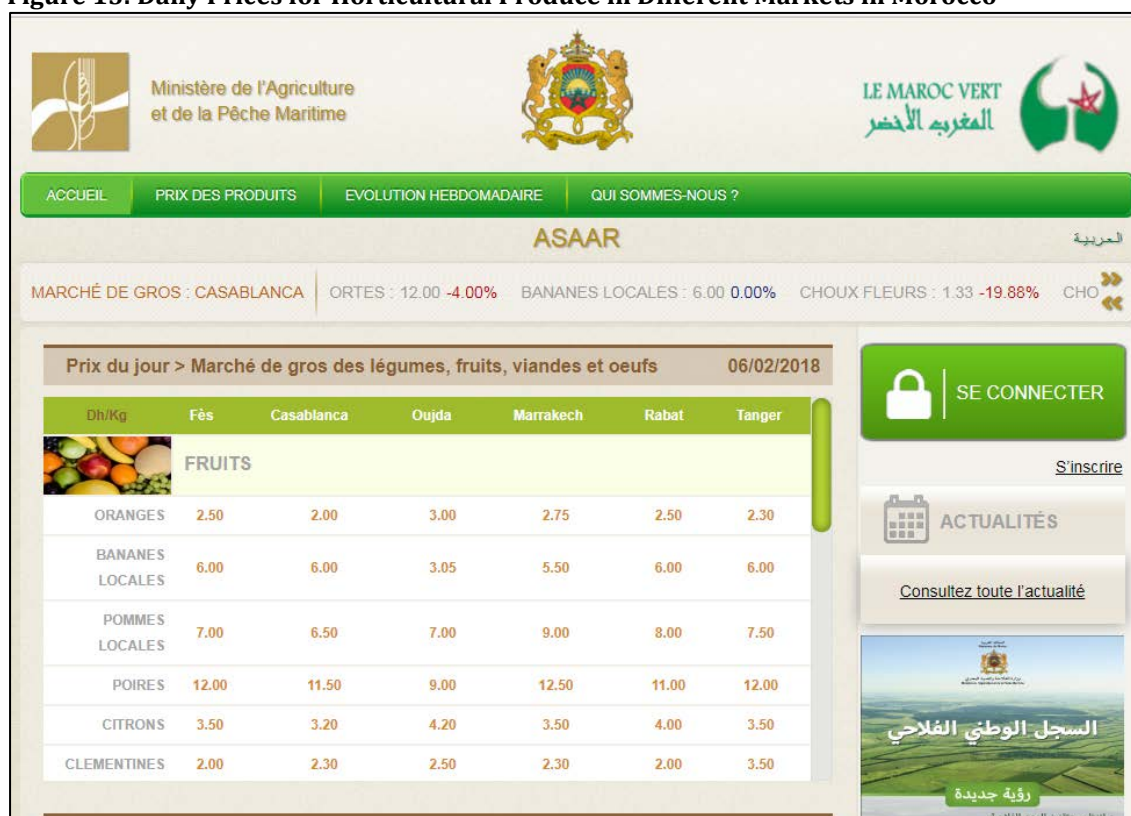 Figure 15: Daily Prices for Horticultural Produce in Different Markets in Morocco
Ministère de l'Agriculture
et de la Pêche Maritime
LE MAROC VERT
المغرب الأخضر
ACCUEIL PRIX DES PRODUITS EVOLUTION HEBDOMADAIRE QUI SOMMES-NOUS ?
ASAAR
العربية
MARCHÉ DE GROS : CASABLANCA ORTES : 12.00 -4.00% BANANES LOCALES : 6.00 0.00% CHOUX FLEURS : 1.33 -19.88% CHO
Prix du jour > Marché de gros des légumes, fruits, viandes et oeufs 06/02/2018
Dh/Kg Fès Casablanca Oujda Marrakech Rabat Tanger
FRUITS
ORANGES 2.50 2.00 3.00 2.75 2.50 2.30
BANANES
LOCALES 6.00 6.00 3.05 5.50 6.00 6.00
POMMES
LOCALES 7.00 6.50 7.00 9.00 8.00 7.50
POIRES 12.00 11.50 9.00 12.50 11.00 12.00
CITRONS 3.50 3.20 4.20 3.50 4.00 3.50
CLEMENTINES 2.00 2.30 2.50 2.30 2.00 3.50
SE CONNECTER
S'inscrire
ACTUALITÉS
Consultez toute l'actualité
السجل الوطني الفلاحي
رؤية جديدة